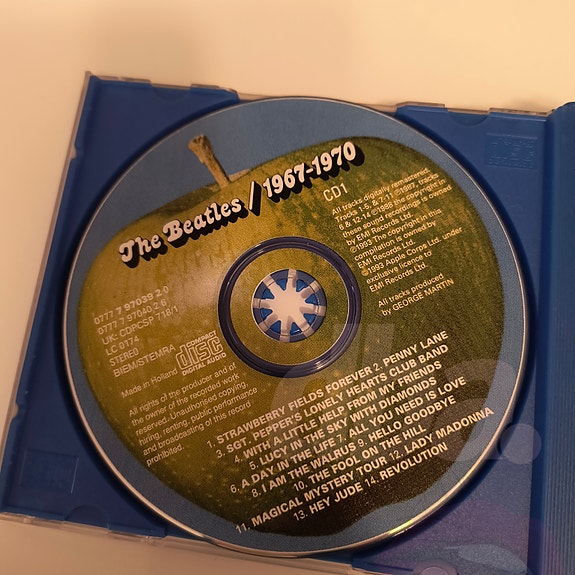 The Beatles / 1967-1970
CD1
All tracks digitally remastered.
Tracks 1-5, & 7-11 ℗1987, tracks
6 & 12-14 ℗1988 the copyright in
these sound recordings is owned
by EMI Records Ltd.
©1993 The copyright in this
compilation is owned by
EMI Records Ltd.
©1993 Apple Corps Ltd. under
exclusive licence to
EMI Records Ltd.
All tracks produced
by GEORGE MARTIN
0777 7 97039 2 0
0777 7 97040 2 6
UK: CDPCSP 718/1
LC 0174
STEREO
BIEM/STEMRA
COMPACT
disc
DIGITAL AUDIO
Made in Holland
All rights of the producer and of
the owner of the recorded work
reserved. Unauthorised copying,
hiring, renting, public performance
and broadcasting of this record
prohibited.
1. STRAWBERRY FIELDS FOREVER 2. PENNY LANE
3. SGT. PEPPER'S LONELY HEARTS CLUB BAND
4. WITH A LITTLE HELP FROM MY FRIENDS
5. LUCY IN THE SKY WITH DIAMONDS
6. A DAY IN THE LIFE 7. ALL YOU NEED IS LOVE
8. I AM THE WALRUS 9. HELLO GOODBYE
10. THE FOOL ON THE HILL
11. MAGICAL MYSTERY TOUR 12. LADY MADONNA
13. HEY JUDE 14. REVOLUTION